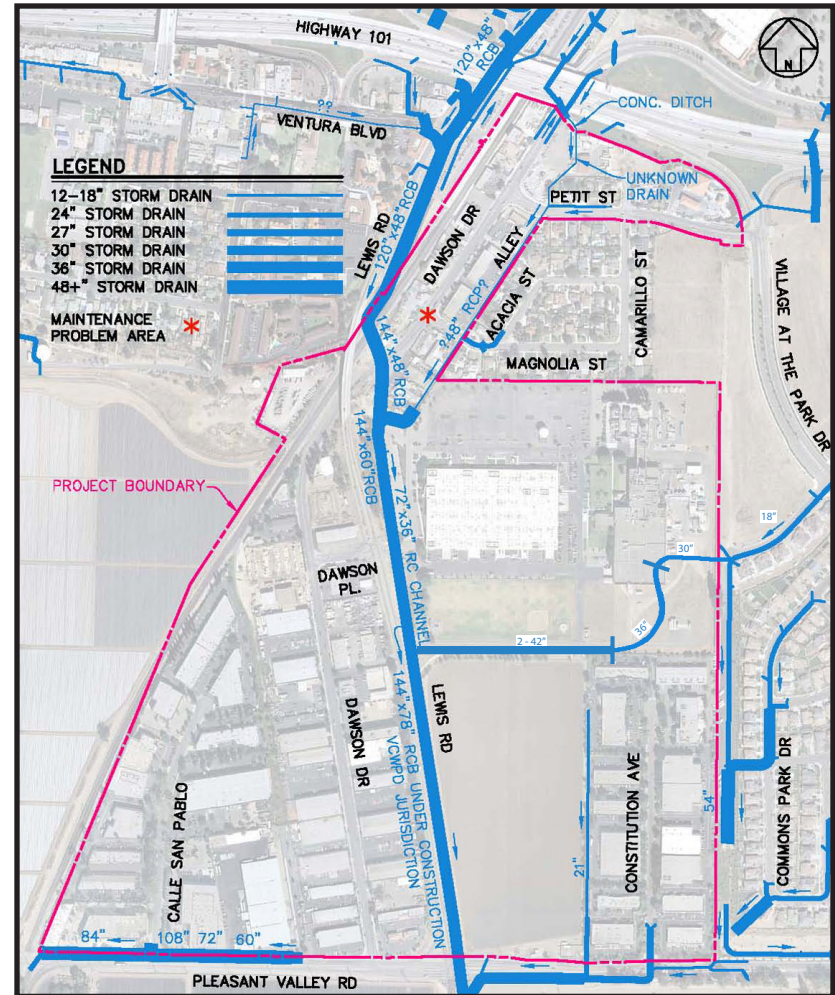 HIGHWAY 101
120"x48"
RCB
N
??
VENTURA BLVD
CONC. DITCH
LEGEND
12-18" STORM DRAIN
24" STORM DRAIN
27" STORM DRAIN
30" STORM DRAIN
36" STORM DRAIN
48+" STORM DRAIN
MAINTENANCE
PROBLEM AREA
UNKNOWN
DRAIN
PETIT ST
LEWIS RD
120"x48"RCB
DAWSON DR
ALLEY
?48" RCP?
ACACIA ST
CAMARILLO ST
VILLAGE AT THE PARK DR
144"x48" RCB
MAGNOLIA ST
144"x60"RCB
PROJECT BOUNDARY
72"x36" RC CHANNEL
18"
30"
DAWSON
PL.
36"
2 - 42"
LEWIS RD
144"x78" RCB UNDER CONSTRUCTION
VCWPD JURISDICTION
DAWSON DR
CALLE SAN PABLO
21"
CONSTITUTION AVE
54"
COMMONS PARK DR
84"
108"
72"
60"
PLEASANT VALLEY RD